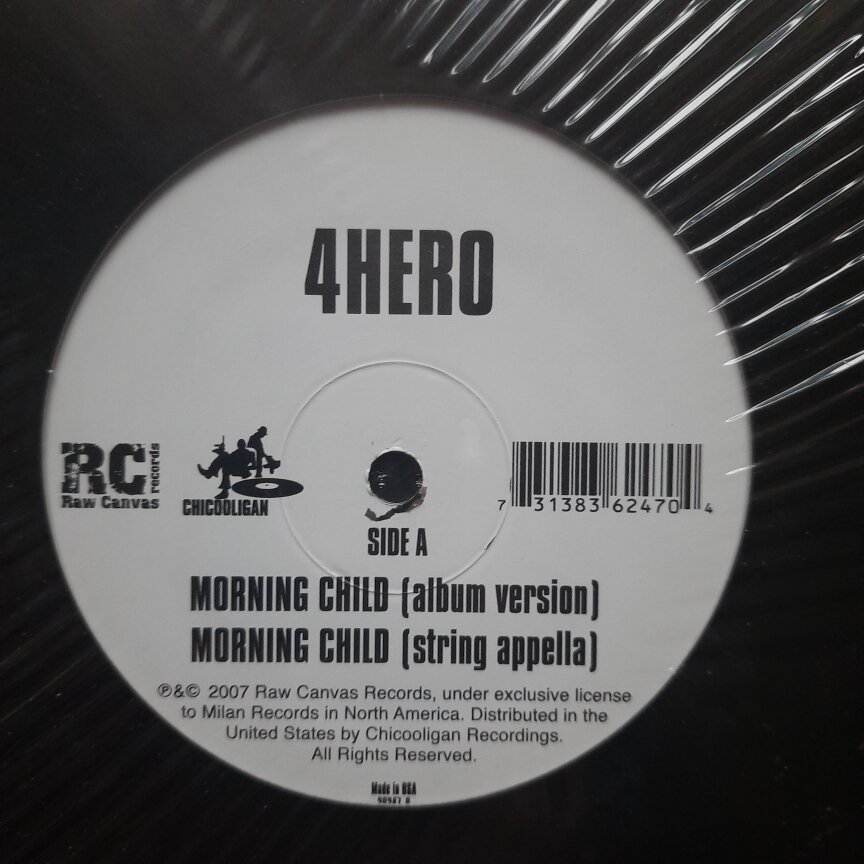 4HERO
RC records
Raw Canvas
CHICOOLIGAN
7 31383 62470 4
SIDE A
MORNING CHILD (album version)
MORNING CHILD (string appella)
℗&© 2007 Raw Canvas Records, under exclusive license
to Milan Records in North America. Distributed in the
United States by Chicooligan Recordings.
All Rights Reserved.
Made in USA